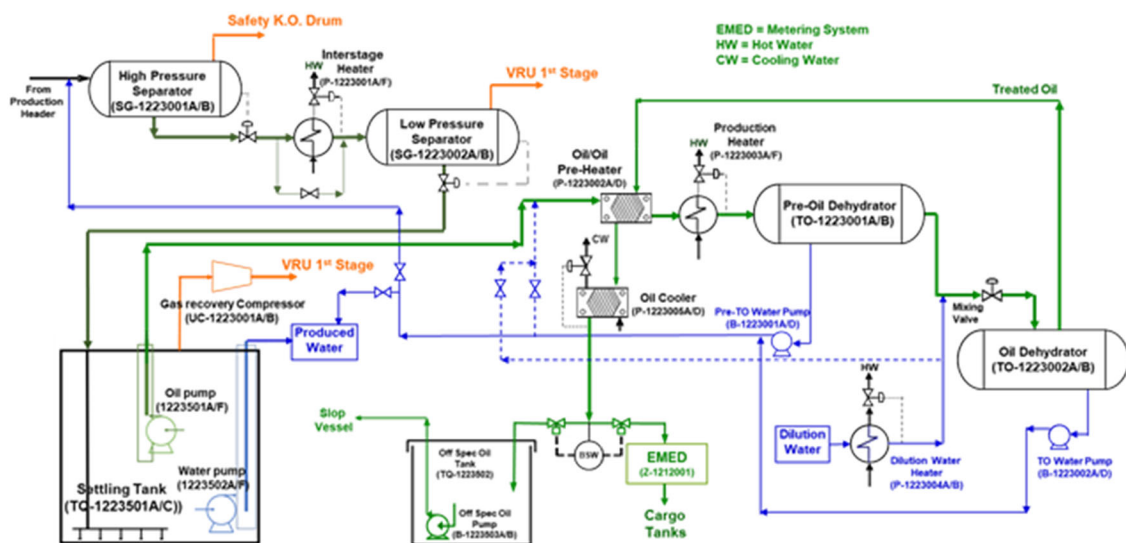 Safety K.O. Drum
EMED = Metering System
HW = Hot Water
CW = Cooling Water
HW
Interstage
Heater
(P-1223001A/F)
High Pressure
Separator
(SG-1223001A/B)
From
Production
Header
VRU 1st Stage
Treated Oil
Low Pressure
Separator
(SG-1223002A/B)
Production
Heater
(P-1223003A/F)
HW
Oil/Oil
Pre-Heater
(P-1223002A/D)
Pre-Oil Dehydrator
(TO-1223001A/B)
CW
VRU 1st Stage
Gas recovery Compressor
(UC-1223001A/B)
Oil Cooler
(P-1223005A/D)
Mixing
Valve
Produced
Water
Pre-TO Water Pump
(B-1223001A/D)
Oil Dehydrator
(TO-1223002A/B)
Oil pump
(1223501A/F)
HW
Slop
Vessel
Water pump
(1223502A/F)
Settling Tank
(TQ-1223501A/C))
Off Spec Oil
Tank
(TQ-1223502)
Off Spec Oil
Pump
(B-1223503A/B)
BSW
EMED
(Z-1212001)
Cargo
Tanks
Dilution
Water
Dilution Water
Heater
(P-1223004A/B)
TO Water Pump
(B-1223002A/D)